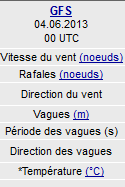 GFS
04.06.2013
00 UTC
Vitesse du vent (noeuds)
Rafales (noeuds)
Direction du vent
Vagues (m)
Période des vagues (s)
Direction des vagues
*Température (°C)